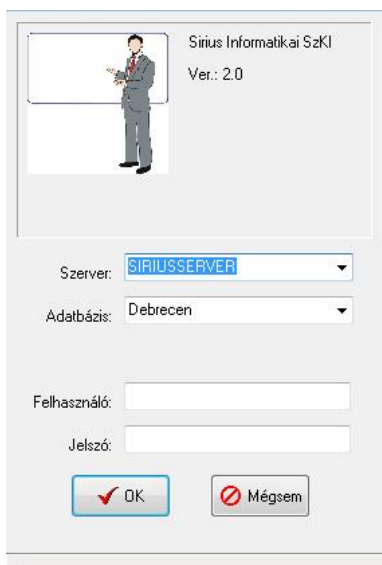 Sirius Informatikai SzKI
Ver.: 2.0
Szerver: SIRIUSSERVER
Adatbázis: Debrecen
Felhasználó:
Jelszó:
OK Mégsem